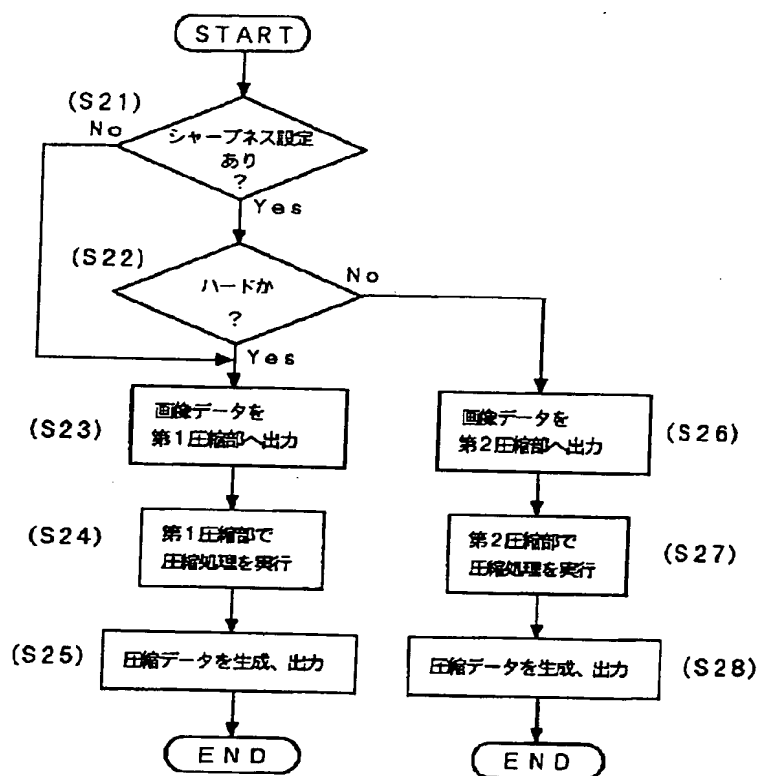 START
(S21)
No
シャープネス設定
あり
?
Yes
(S22)
No
ハードか
?
Yes
(S23)
画像データを
第1圧縮部へ出力
画像データを
第2圧縮部へ出力
(S26)
(S24)
第1圧縮部で
圧縮処理を実行
第2圧縮部で
圧縮処理を実行
(S27)
(S25)
圧縮データを生成、出力
圧縮データを生成、出力
(S28)
END
END